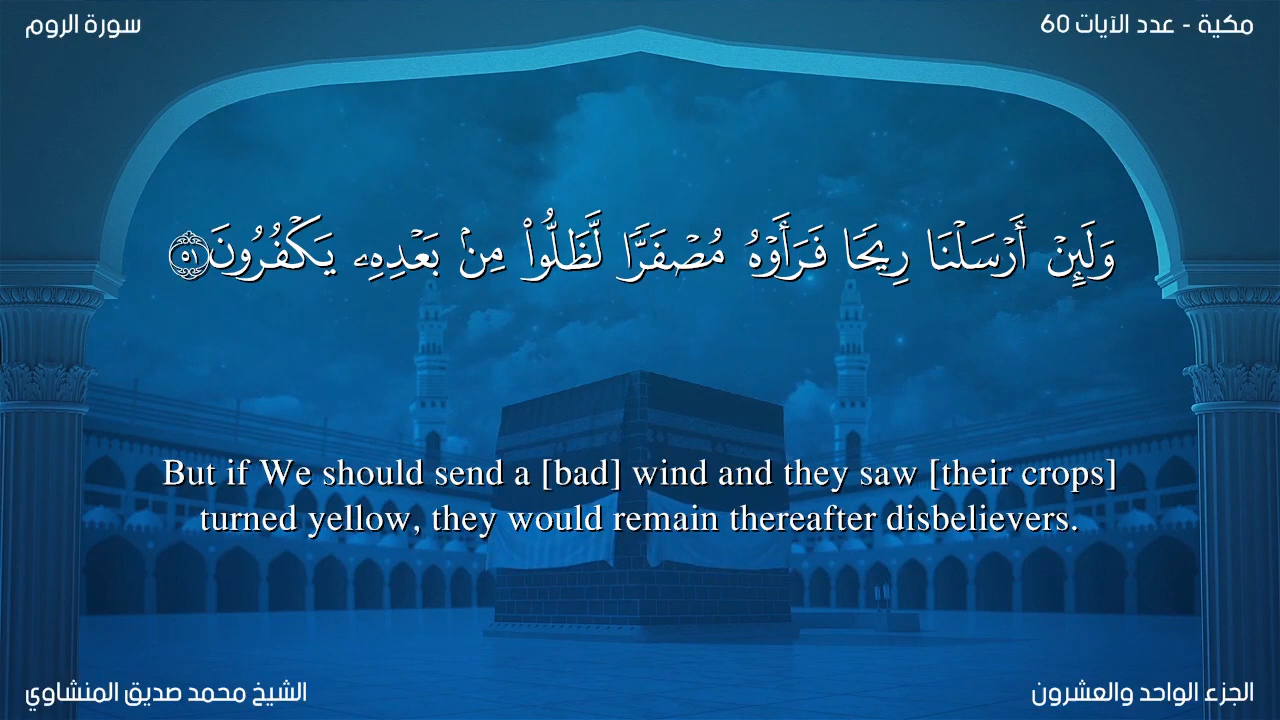 سورة الروم
مكية - عدد الآيات 60
وَلَئِنْ أَرْسَلْنَا رِيحًا فَرَأَوْهُ مُصْفَرًّا لَّظَلُّوا۟ مِنۢ بَعْدِهِۦ يَكْفُرُونَ ٥١
But if We should send a [bad] wind and they saw [their crops]
turned yellow, they would remain thereafter disbelievers.
الشيخ محمد صديق المنشاوي
الجزء الواحد والعشرون